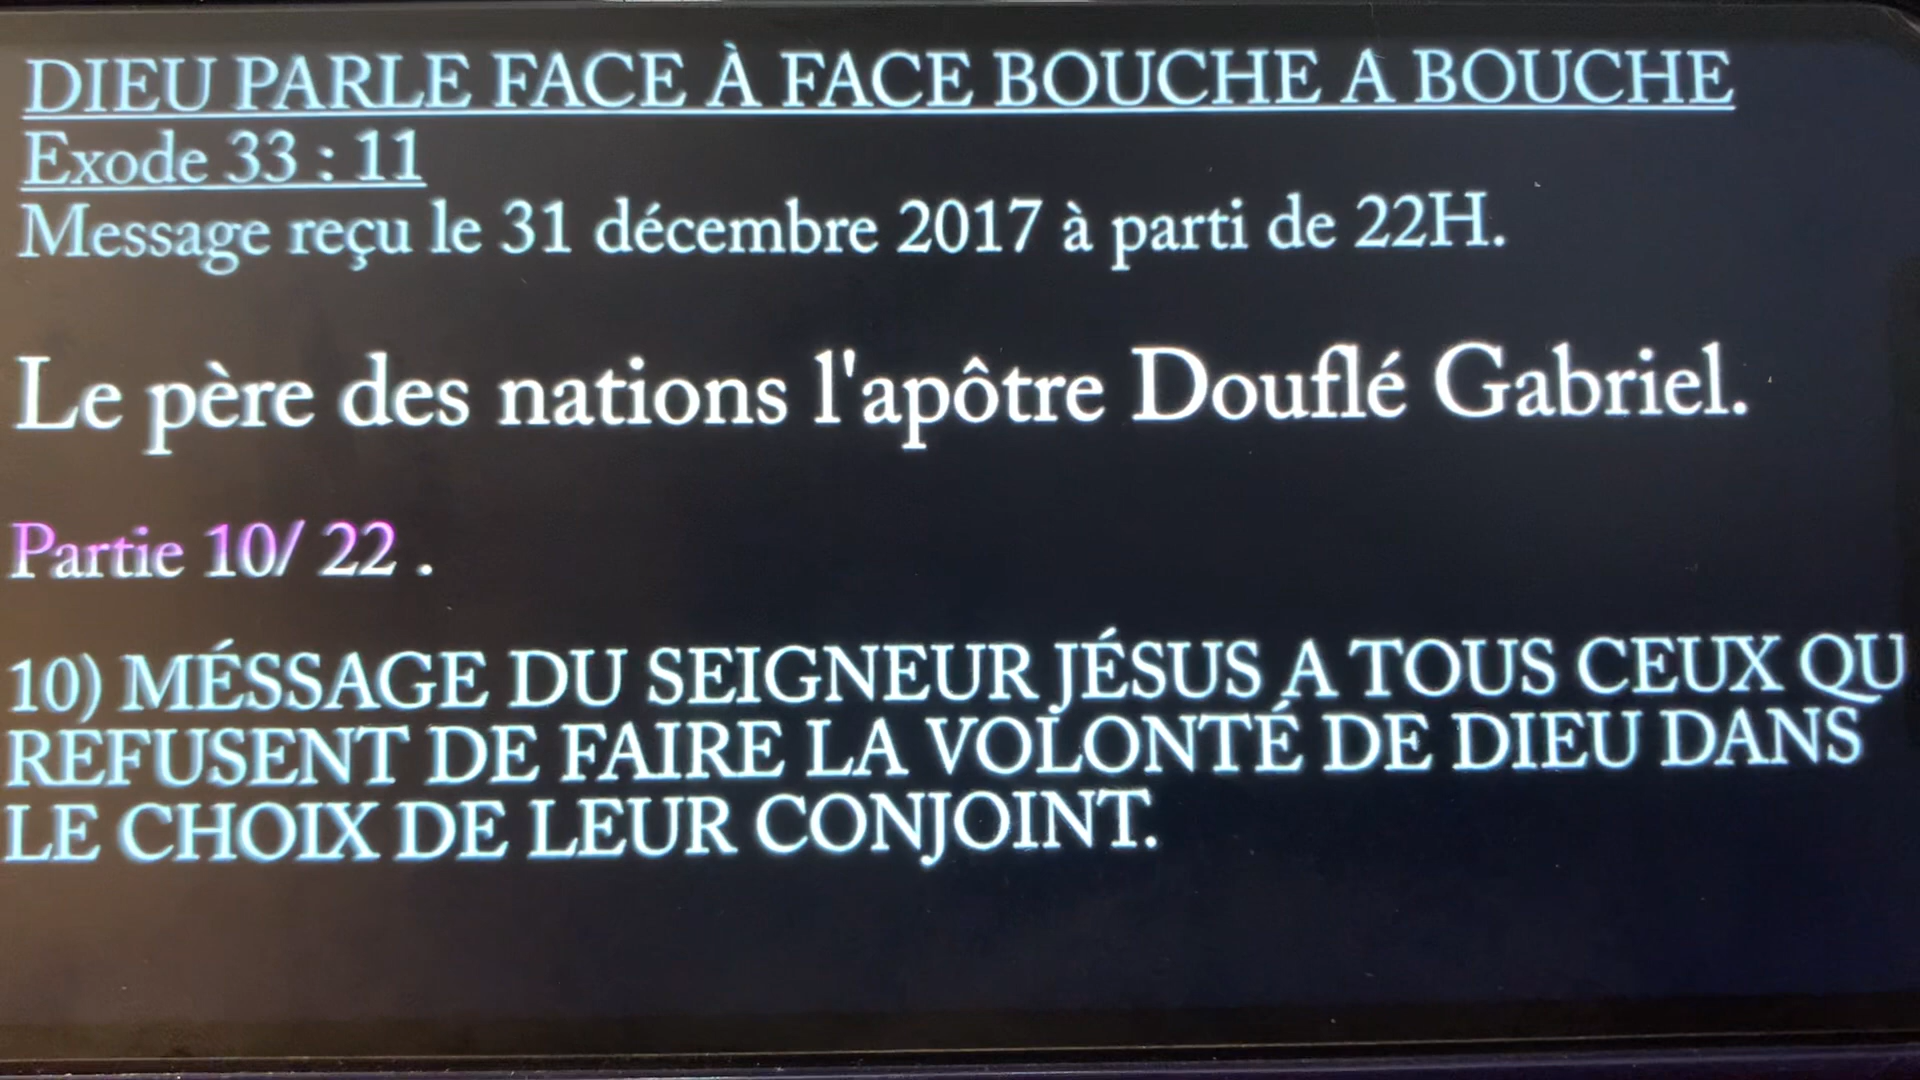 DIEU PARLE FACE À FACE BOUCHE A BOUCHE
Exode 33 : 11
Message reçu le 31 décembre 2017 à parti de 22H.
Le père des nations l'apôtre Douflé Gabriel.
Partie 10/ 22 .
10) MÉSSAGE DU SEIGNEUR JÉSUS A TOUS CEUX QU
REFUSENT DE FAIRE LA VOLONTÉ DE DIEU DANS
LE CHOIX DE LEUR CONJOINT.